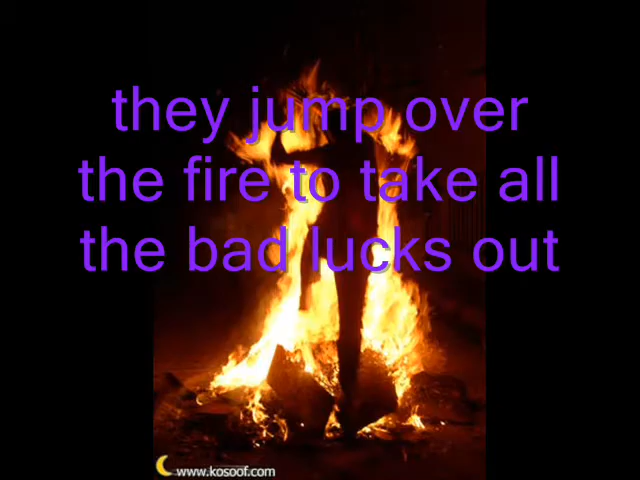 they jump over
the fire to take all
the bad lucks out
www.kosoof.com